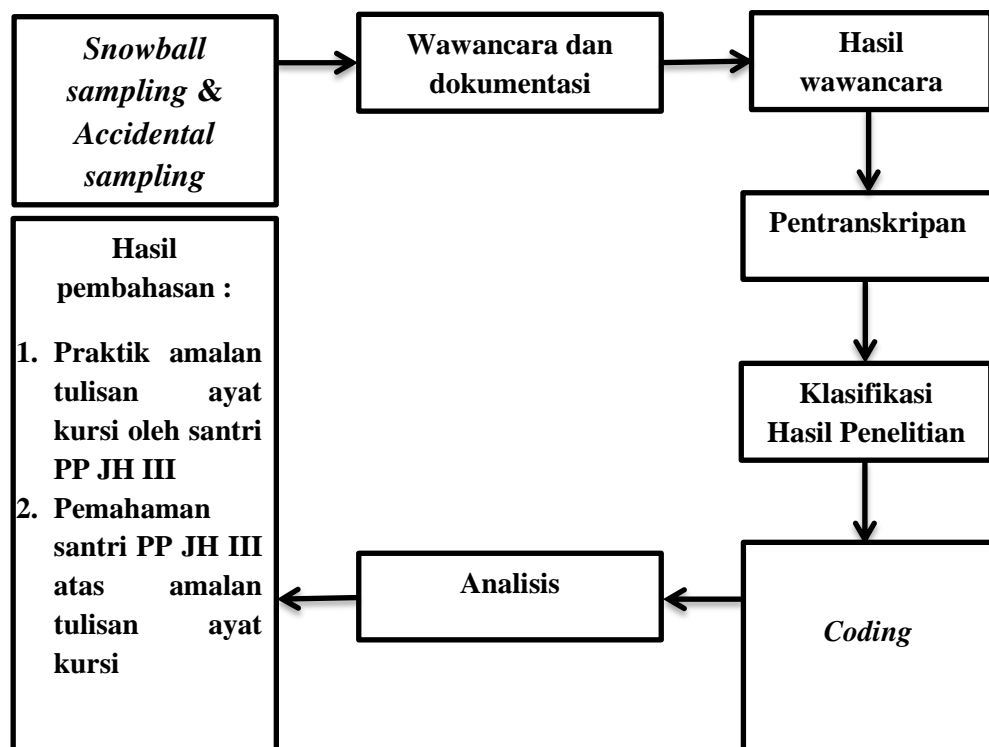 Snowball
sampling &
Accidental
sampling
Wawancara dan
dokumentasi
Hasil
wawancara
Pentranskripan
Klasifikasi
Hasil Penelitian
Coding
Analisis
Hasil
pembahasan :
1. Praktik amalan
tulisan ayat
kursi oleh santri
PP JH III
2. Pemahaman
santri PP JH III
atas amalan
tulisan ayat
kursi